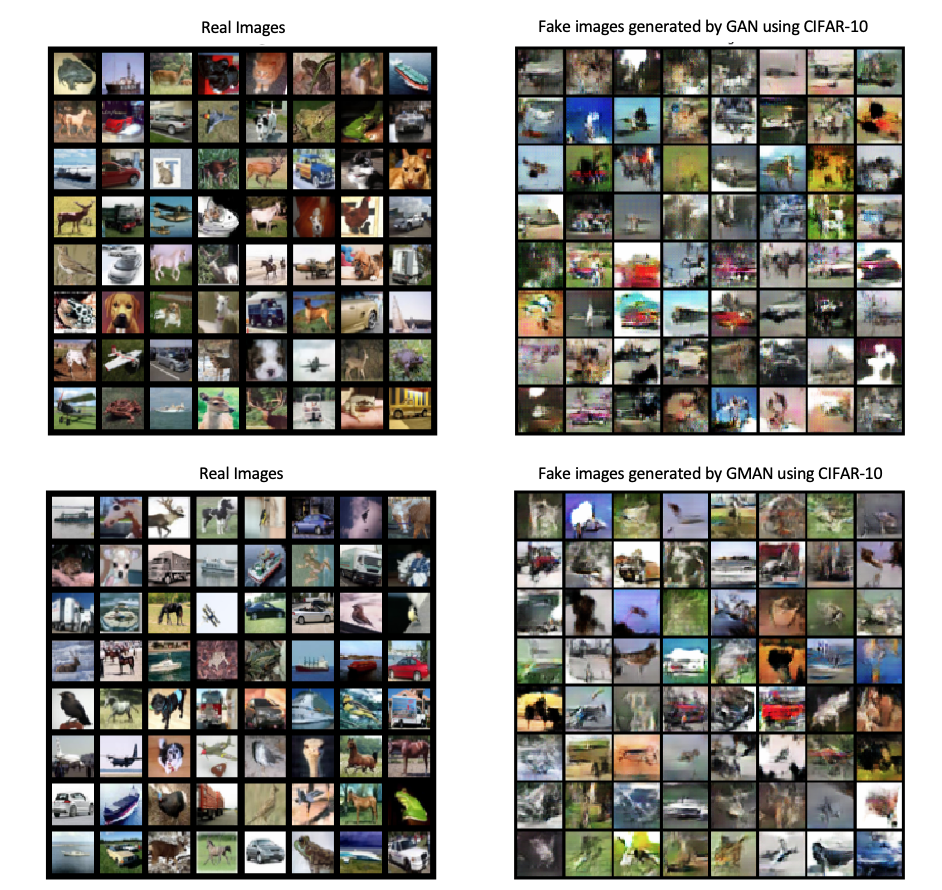 Real Images
Fake images generated by GAN using CIFAR-10
Real Images
Fake images generated by GMAN using CIFAR-10